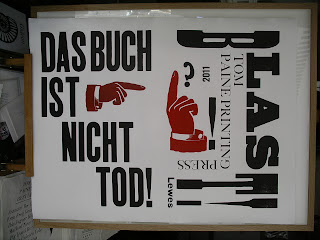 DAS BUCH
IST
NICHT
TOD!
BLAST!
TOM
PAINE PRINTING
PRESS
? !
2011
Lewes